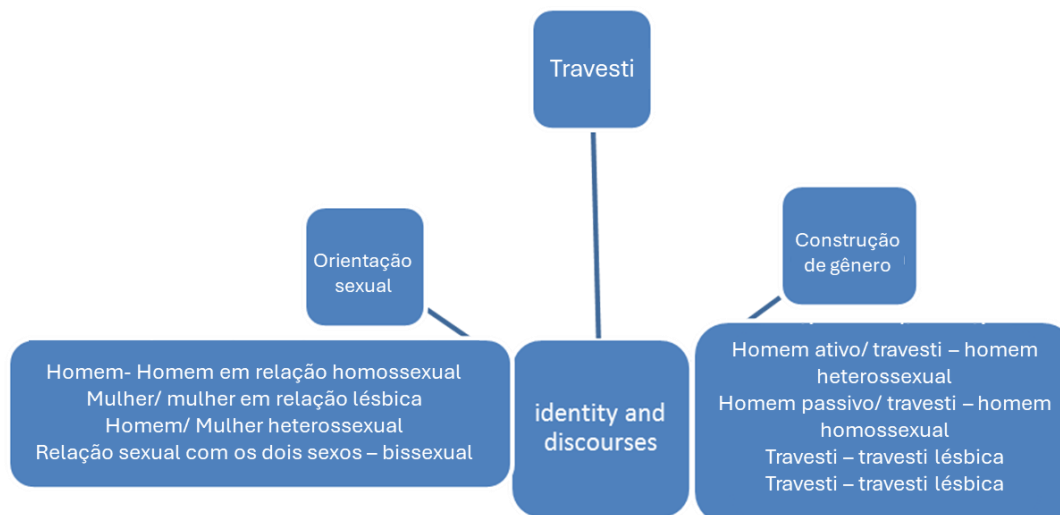 Travesti
Construção
de gênero
Orientação
sexual
Homem- Homem em relação homossexual
Mulher/ mulher em relação lésbica
Homem/ Mulher heterossexual
Relação sexual com os dois sexos – bissexual
identity and
discourses
Homem ativo/ travesti – homem
heterossexual
Homem passivo/ travesti – homem
homossexual
Travesti – travesti lésbica
Travesti – travesti lésbica